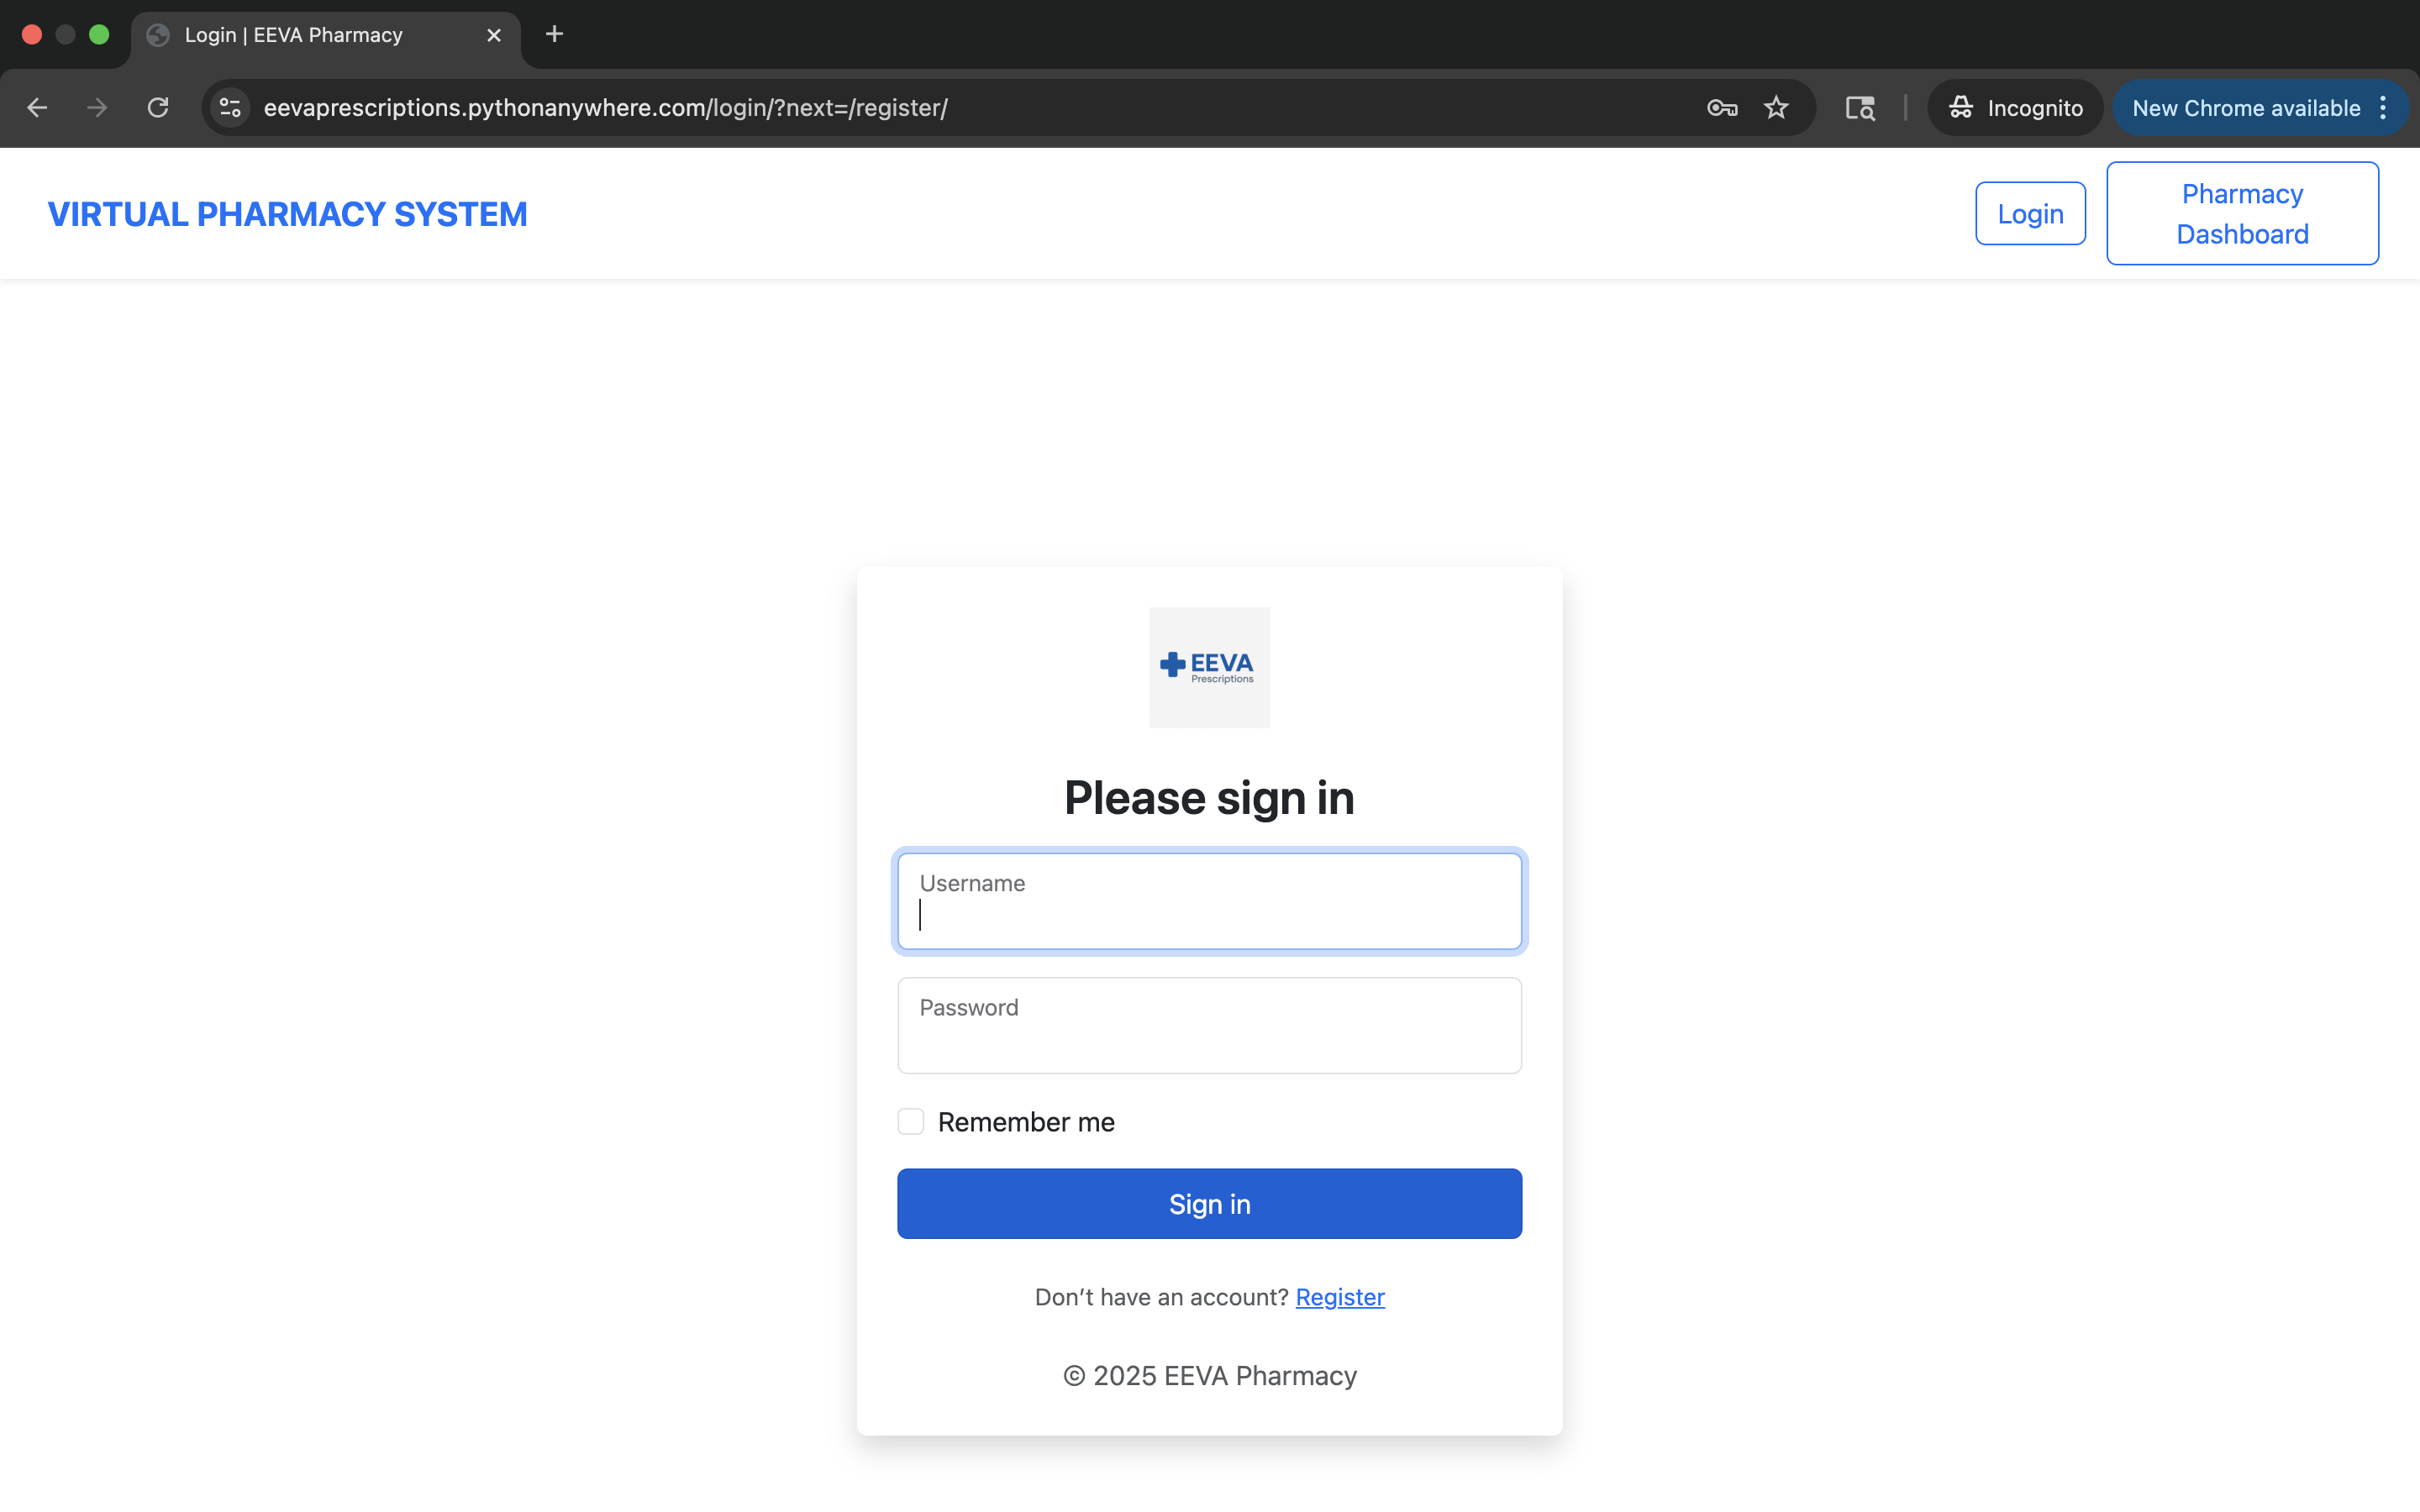 Login | EEVA Pharmacy
eevaprescriptions.pythonanywhere.com/login/?next=/register/
Incognito
New Chrome available
VIRTUAL PHARMACY SYSTEM
Login
Pharmacy
Dashboard
EEVA
Prescriptions
Please sign in
Username
Password
Remember me
Sign in
Don't have an account? Register
© 2025 EEVA Pharmacy